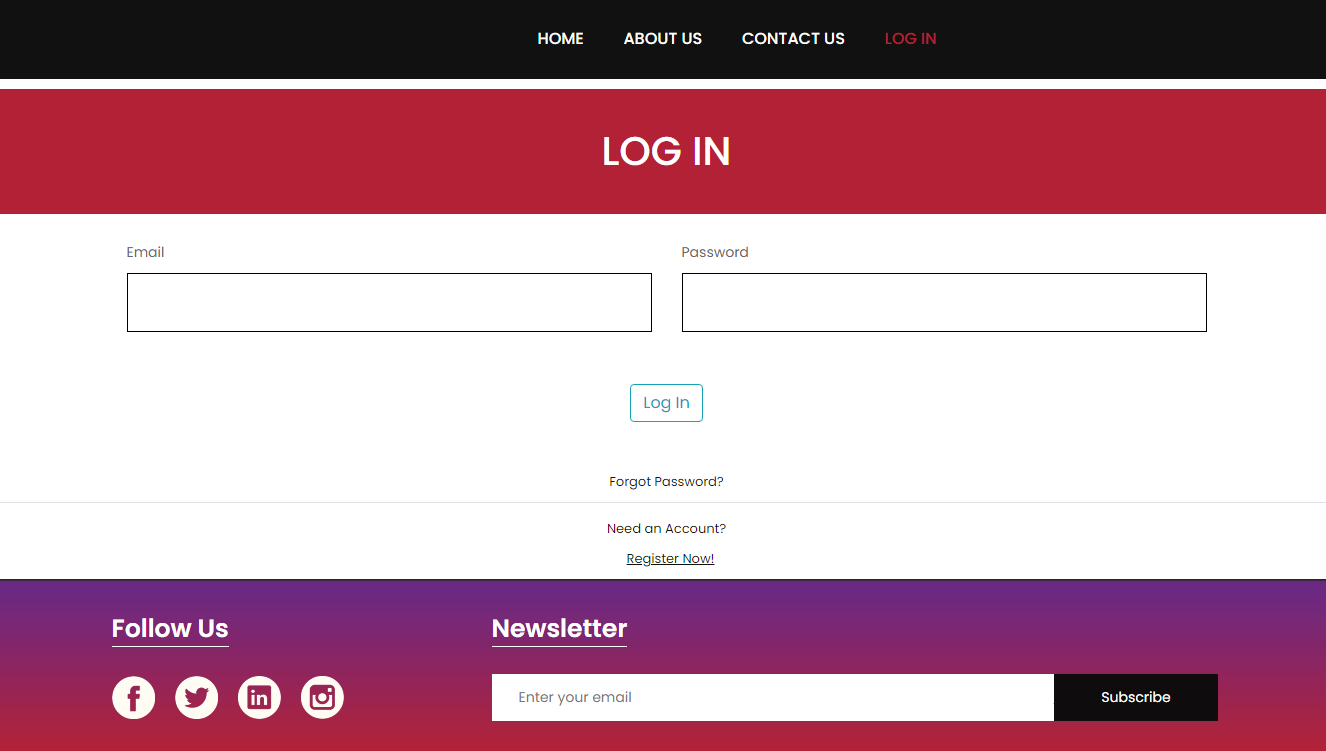 HOME ABOUT US CONTACT US LOG IN
LOG IN
Email Password
Log In
Forgot Password?
Need an Account?
Register Now!
Follow Us Newsletter
Enter your email Subscribe